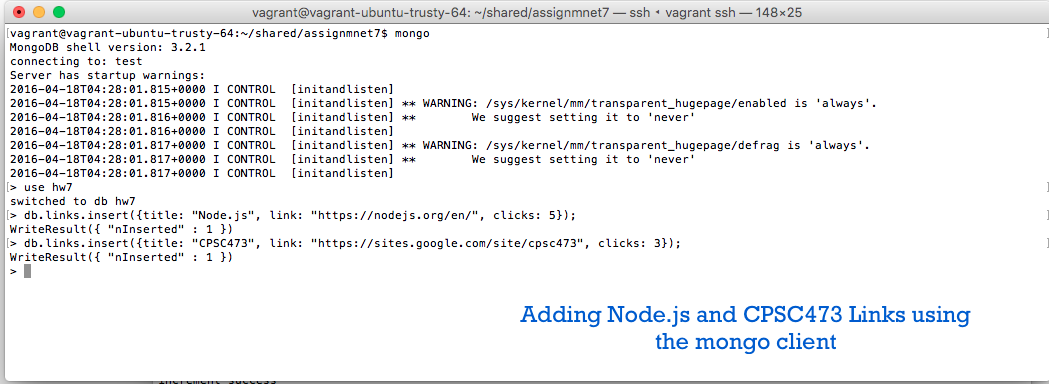 vagrant@vagrant-ubuntu-trusty-64: ~/shared/assignmnet7 — ssh • vagrant ssh — 148×25
[vagrant@vagrant-ubuntu-trusty-64:~/shared/assignmnet7$ mongo ]
MongoDB shell version: 3.2.1
connecting to: test
Server has startup warnings:
2016-04-18T04:28:01.815+0000 I CONTROL  [initandlisten]
2016-04-18T04:28:01.815+0000 I CONTROL  [initandlisten] ** WARNING: /sys/kernel/mm/transparent_hugepage/enabled is 'always'.
2016-04-18T04:28:01.816+0000 I CONTROL  [initandlisten] **        We suggest setting it to 'never'
2016-04-18T04:28:01.816+0000 I CONTROL  [initandlisten]
2016-04-18T04:28:01.817+0000 I CONTROL  [initandlisten] ** WARNING: /sys/kernel/mm/transparent_hugepage/defrag is 'always'.
2016-04-18T04:28:01.817+0000 I CONTROL  [initandlisten] **        We suggest setting it to 'never'
2016-04-18T04:28:01.817+0000 I CONTROL  [initandlisten]
[> use hw7 ]
switched to db hw7
[> db.links.insert({title: "Node.js", link: "https://nodejs.org/en/", clicks: 5}); ]
WriteResult({ "nInserted" : 1 })
[> db.links.insert({title: "CPSC473", link: "https://sites.google.com/site/cpsc473", clicks: 3}); ]
WriteResult({ "nInserted" : 1 })
>
Adding Node.js and CPSC473 Links using
the mongo client
increment success